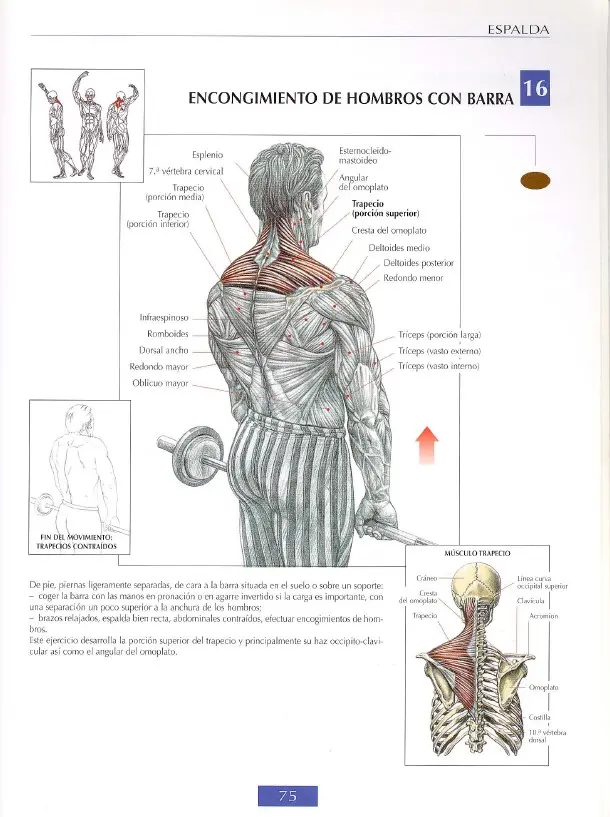 ESPALDA
ENCONGIMIENTO DE HOMBROS CON BARRA
16
Esplenio
7.ª vértebra cervical
Trapecio
(porción media)
Trapecio
(porción inferior)
Esternocleido-
mastoideo
Angular
del omoplato
Trapecio
(porción superior)
Cresta del omoplato
Deltoides medio
Deltoides posterior
Redondo menor
Infraespinoso
Romboides
Dorsal ancho
Redondo mayor
Oblicuo mayor
Tríceps (porción larga)
Tríceps (vasto externo)
Tríceps (vasto interno)
FIN DEL MOVIMIENTO:
TRAPECIOS CONTRAÍDOS
De pie, piernas ligeramente separadas, de cara a la barra situada en el suelo o sobre un soporte:
– coger la barra con las manos en pronación o en agarre invertido si la carga es importante, con
una separación un poco superior a la anchura de los hombros;
– brazos relajados, espalda bien recta, abdominales contraídos, efectuar encogimientos de hom-
bros.
Este ejercicio desarrolla la porción superior del trapecio y principalmente su haz occipito-clavi-
cular así como el angular del omoplato.
MÚSCULO TRAPECIO
Cráneo
Cresta
del omoplato
Trapecio
Línea curva
occipital superior
Clavícula
Acromion
Omoplato
Costilla
10.ª vértebra
dorsal
75